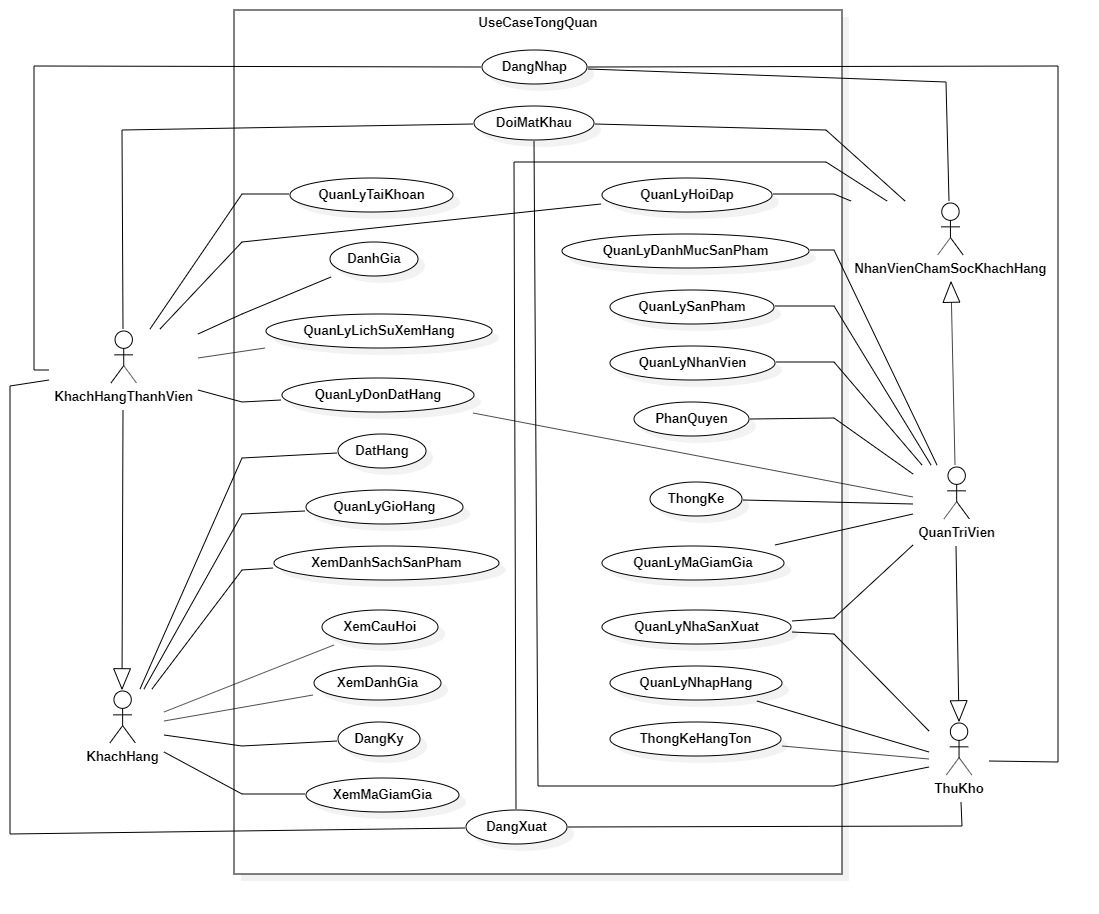 UseCaseTongQuan
DangNhap
DoiMatKhau
QuanLyTaiKhoan
QuanLyHoiDap
DanhGia
QuanLyDanhMucSanPham
NhanVienChamSocKhachHang
QuanLySanPham
QuanLyLichSuXemHang
QuanLyNhanVien
KhachHangThanhVien
QuanLyDonDatHang
PhanQuyen
DatHang
ThongKe
QuanLyGioHang
QuanTriVien
XemDanhSachSanPham
QuanLyMaGiamGia
XemCauHoi
QuanLyNhaSanXuat
XemDanhGia
QuanLyNhapHang
DangKy
ThongKeHangTon
KhachHang
ThuKho
XemMaGiamGia
DangXuat